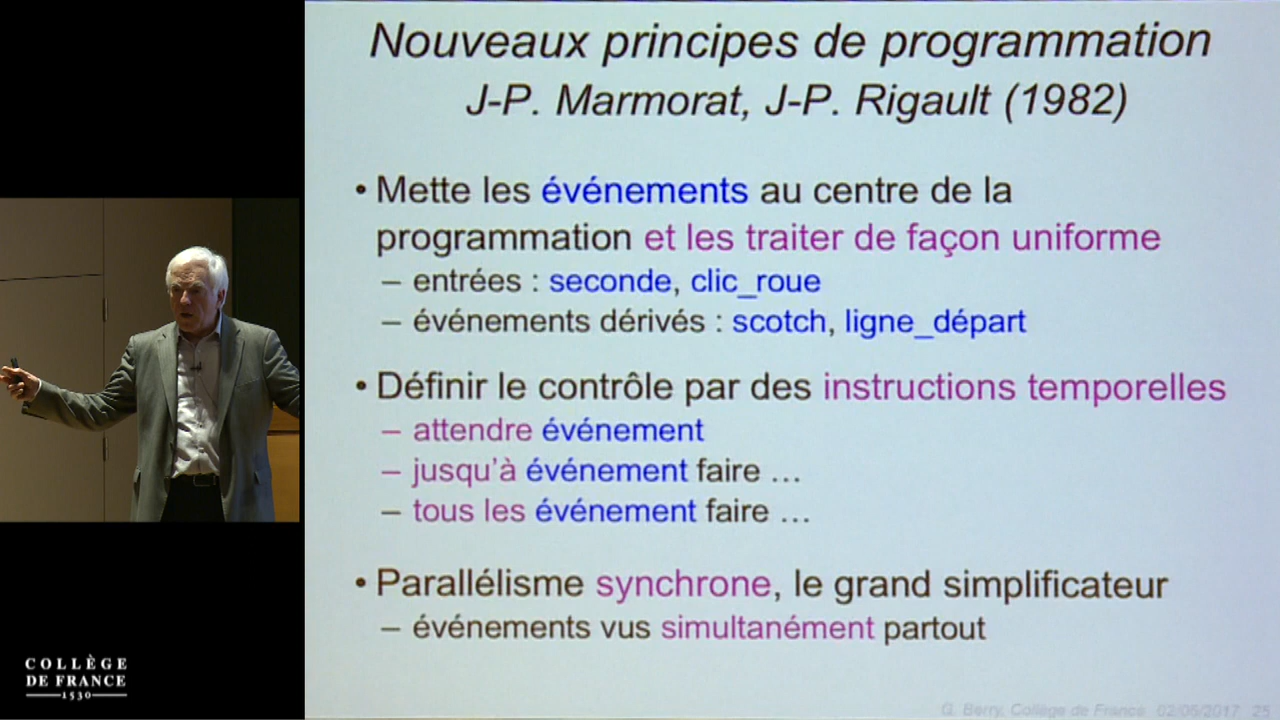 Nouveaux principes de programmation
J-P. Marmorat, J-P. Rigault (1982)
• Mette les événements au centre de la
programmation et les traiter de façon uniforme
– entrées : seconde, clic_roue
– événements dérivés : scotch, ligne_départ
• Définir le contrôle par des instructions temporelles
– attendre événement
– jusqu'à événement faire ...
– tous les événement faire ...
• Parallélisme synchrone, le grand simplificateur
– événements vus simultanément partout
COLLÈGE
DE FRANCE
1530
G. Berry, Collège de France 02/06/2017 25